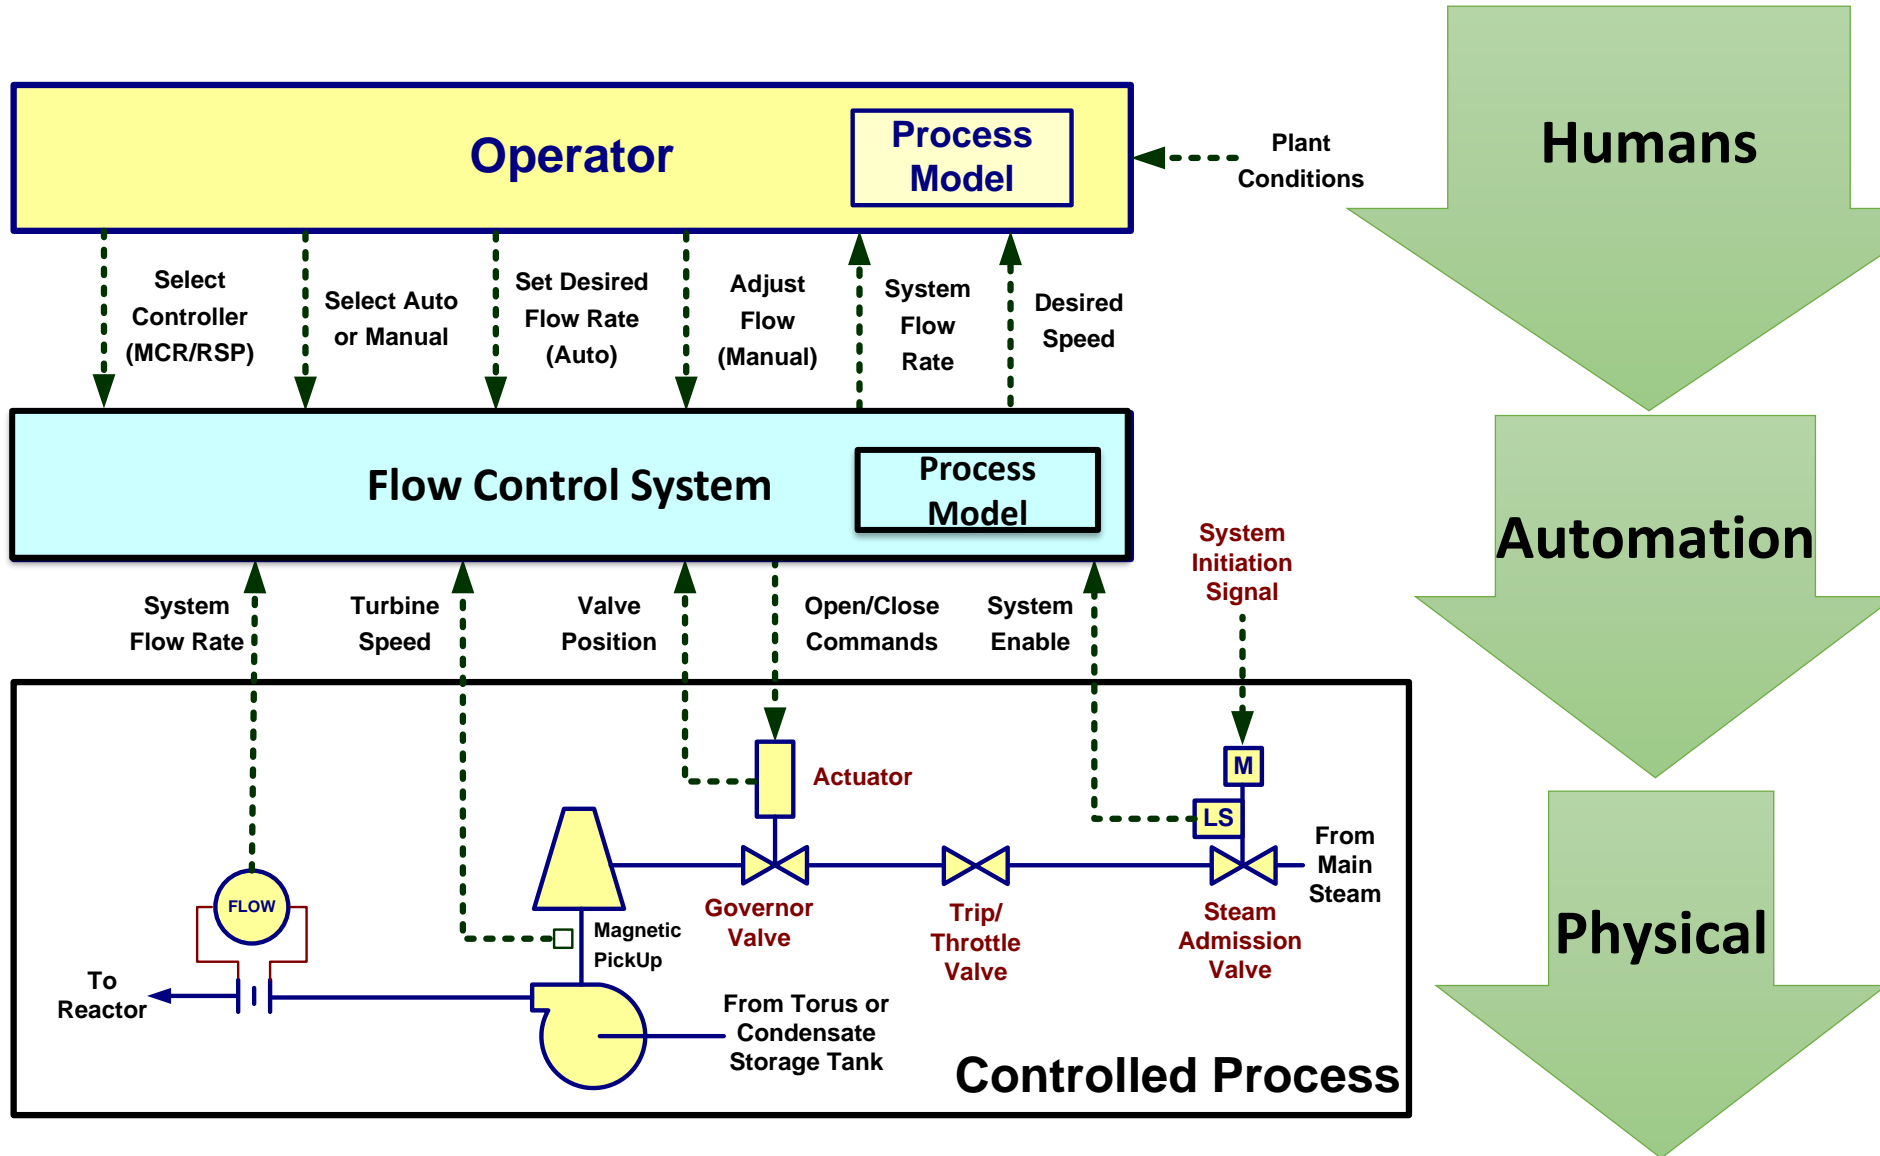 Operator
Process
Model
Plant
Conditions
Humans
Select
Controller
(MCR/RSP)
Select Auto
or Manual
Set Desired
Flow Rate
(Auto)
Adjust
Flow
(Manual)
System
Flow
Rate
Desired
Speed
Flow Control System
Process
Model
Automation
System
Initiation
Signal
System
Flow Rate
Turbine
Speed
Valve
Position
Open/Close
Commands
System
Enable
Actuator
M
LS
From
Main
Steam
FLOW
Governor
Valve
Trip/
Throttle
Valve
Steam
Admission
Valve
Magnetic
PickUp
To
Reactor
From Torus or
Condensate
Storage Tank
Controlled Process
Physical